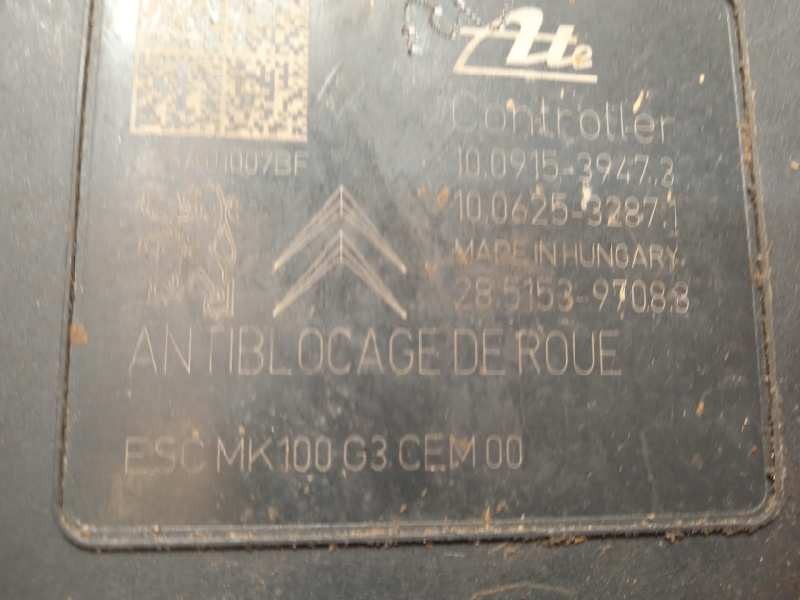 Ate
Controller
10.0915-3947.3
10.0625-3287.1
MADE IN HUNGARY
28.5153-9708.3
ANTIBLOCAGE DE ROUE
ESC MK100 G3 CEM 00